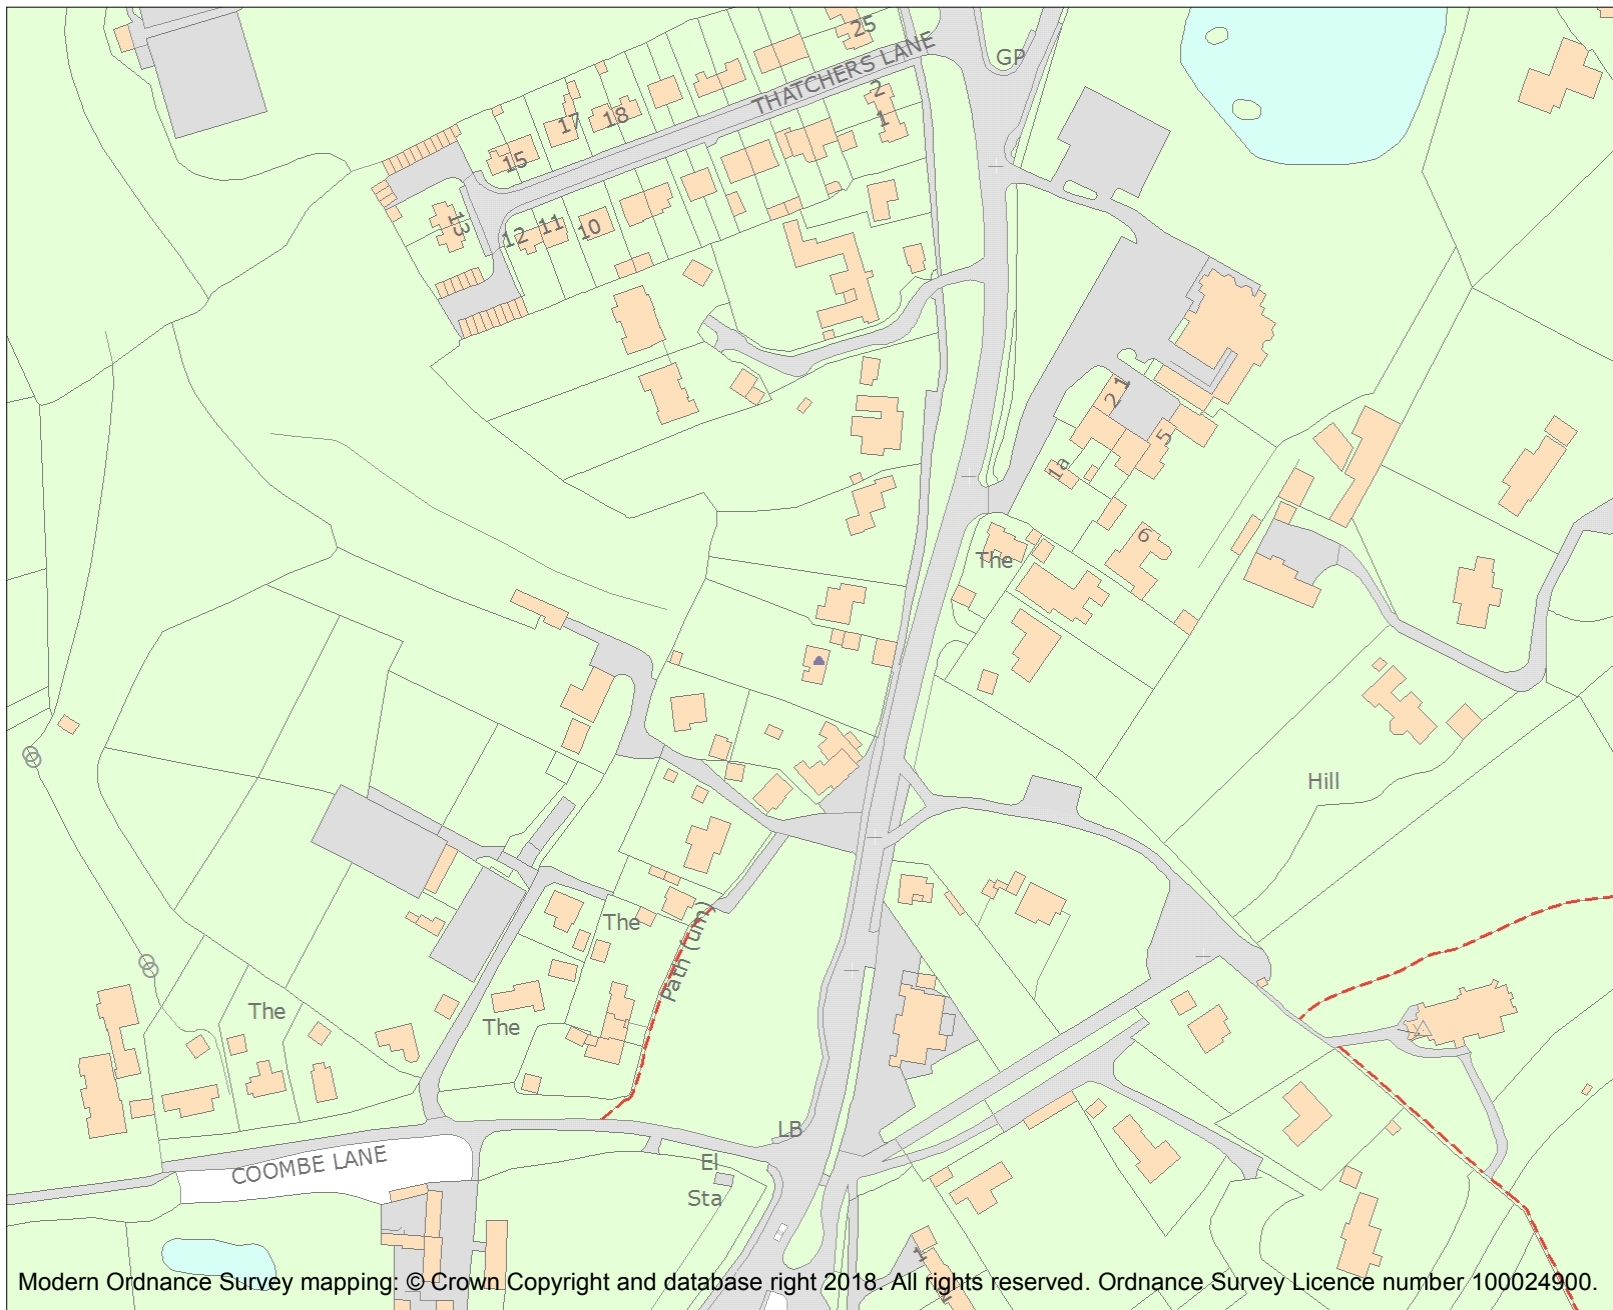 25
GP
THATCHERS LANE
2
1
17
18
15
13
12
11
10
2 1
5
1a
6
The
Hill
The
Path (um)
The
The
LB
COOMBE LANE
El
Sta
Modern Ordnance Survey mapping: © Crown Copyright and database right 2018. All rights reserved. Ordnance Survey Licence number 100024900.